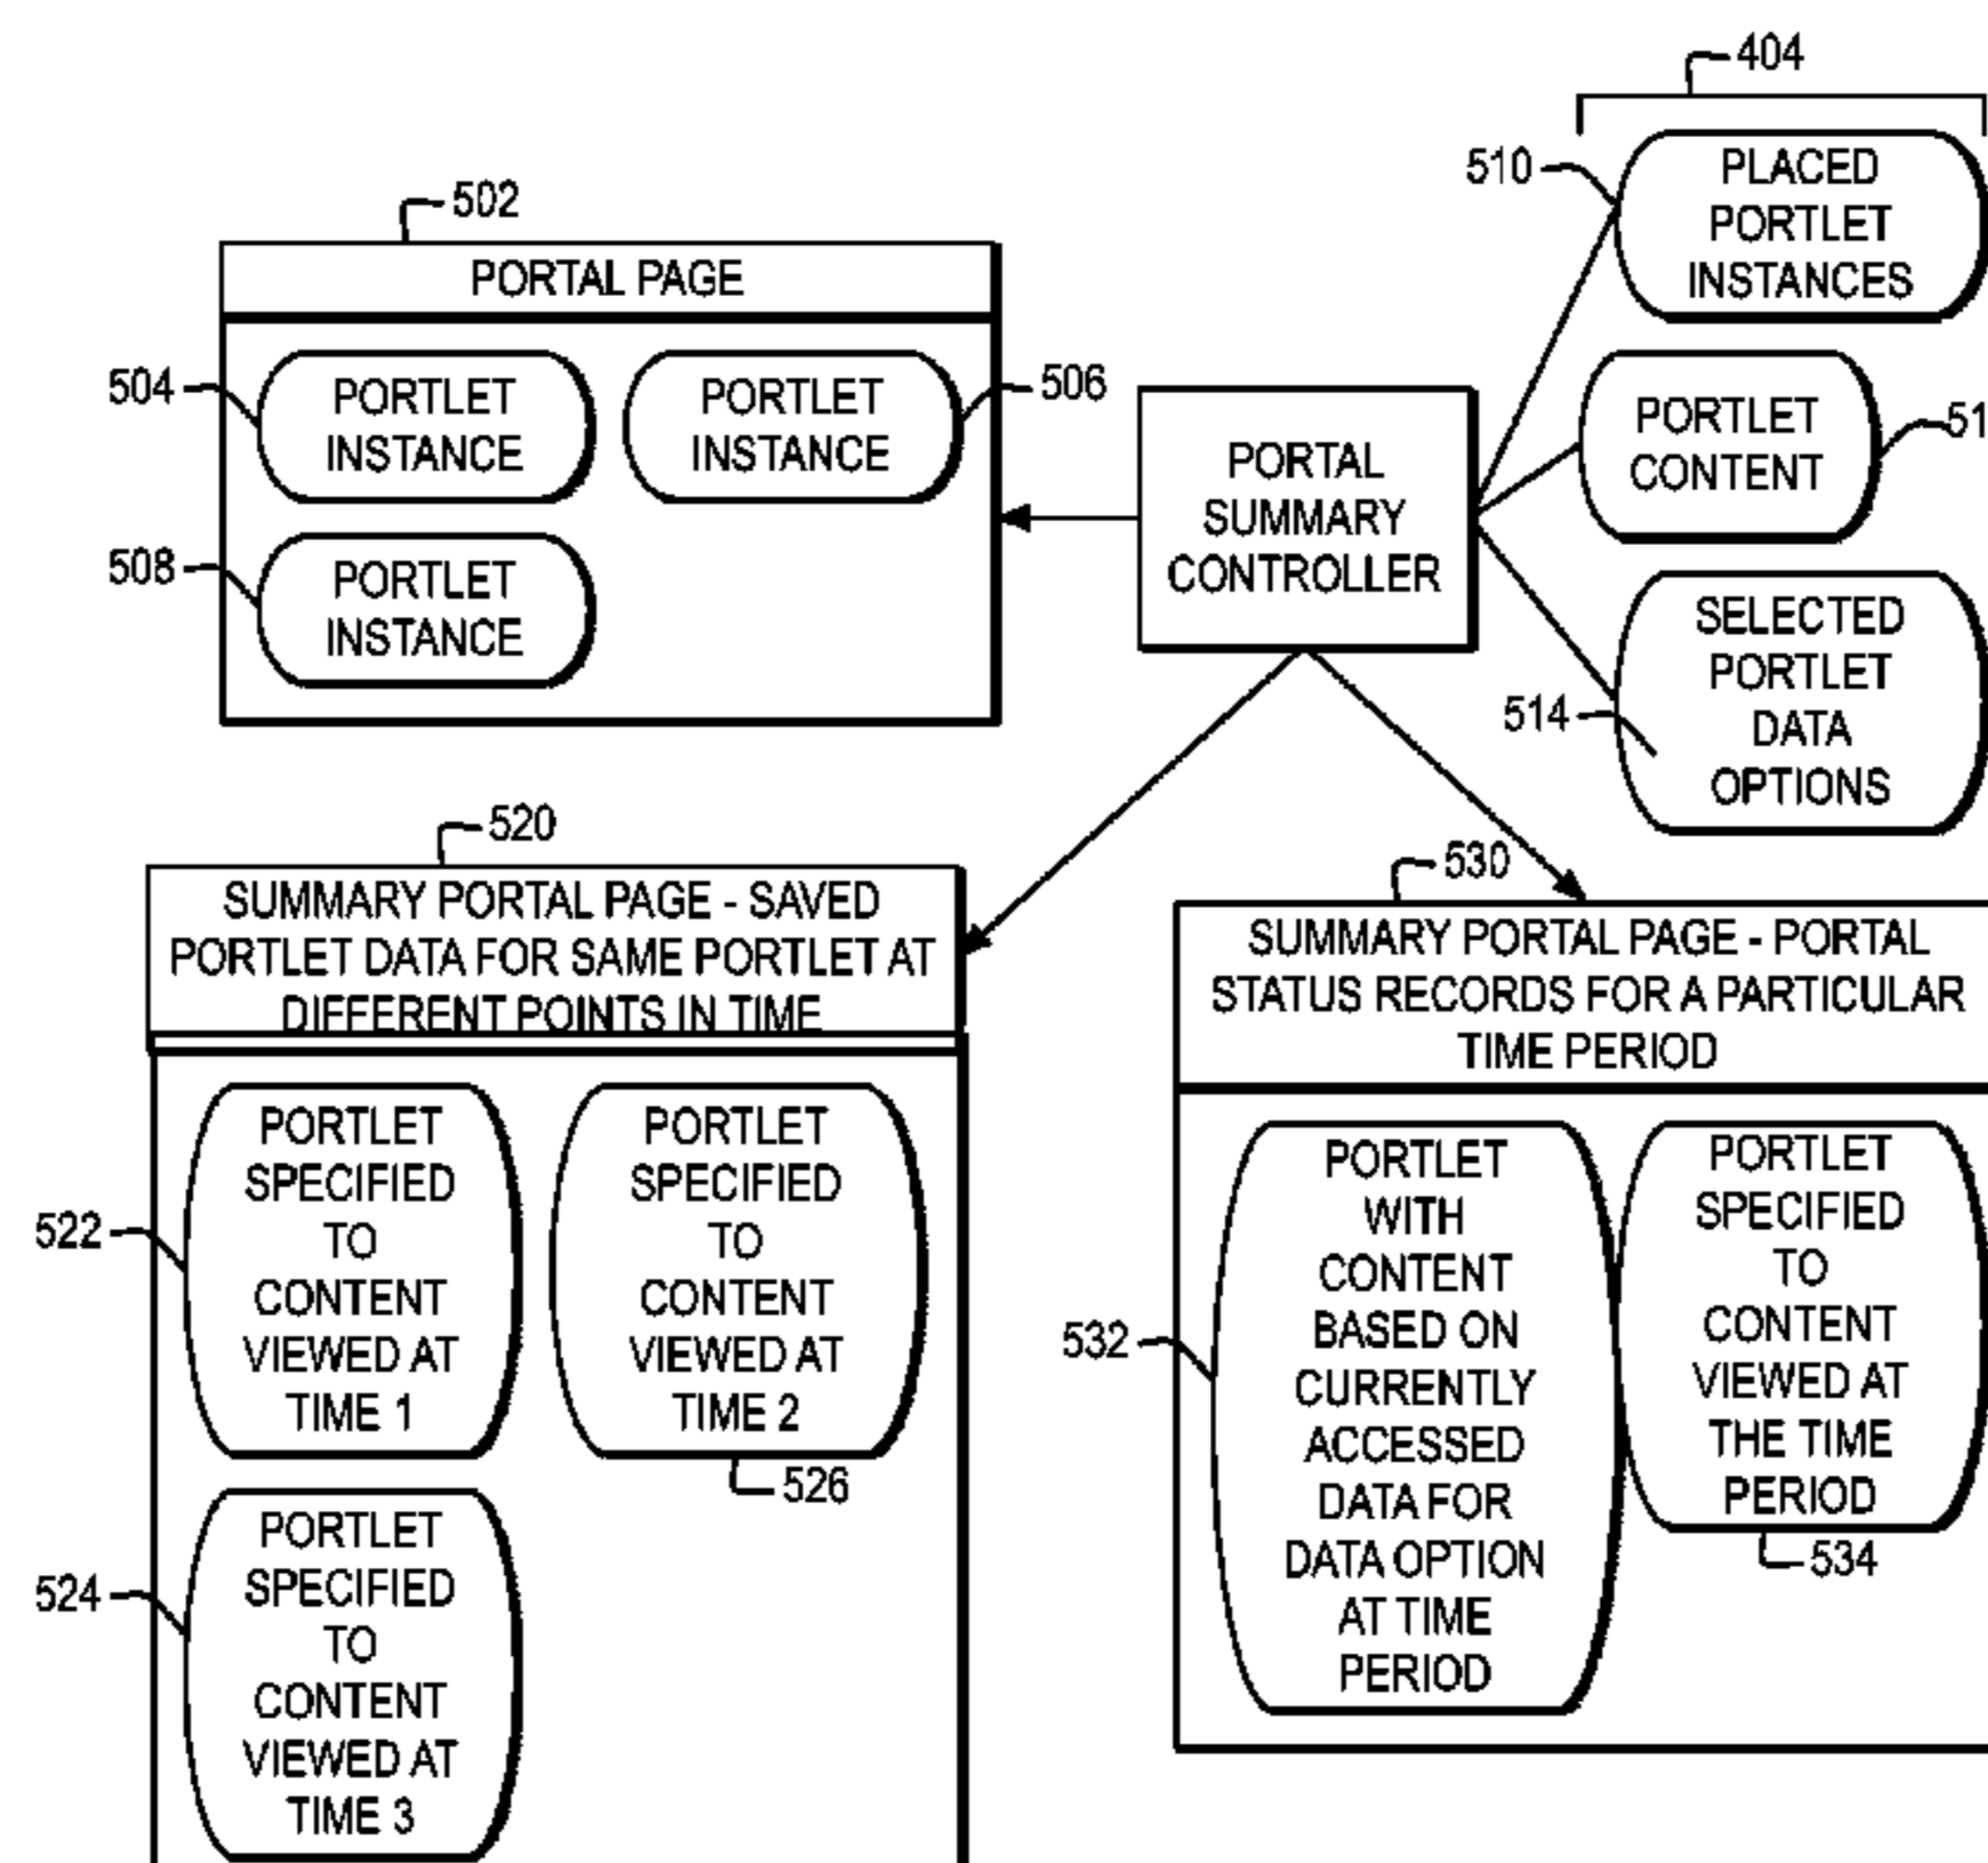 404
510
PLACED
PORTLET
INSTANCES
502
PORTAL PAGE
504
PORTLET
INSTANCE
PORTLET
INSTANCE
506
508
PORTLET
INSTANCE
PORTAL
SUMMARY
CONTROLLER
PORTLET
CONTENT
514
SELECTED
PORTLET
DATA
OPTIONS
520
SUMMARY PORTAL PAGE - SAVED
PORTLET DATA FOR SAME PORTLET AT
DIFFERENT POINTS IN TIME
522
PORTLET
SPECIFIED
TO
CONTENT
VIEWED AT
TIME 1
PORTLET
SPECIFIED
TO
CONTENT
VIEWED AT
TIME 2
526
524
PORTLET
SPECIFIED
TO
CONTENT
VIEWED AT
TIME 3
530
SUMMARY PORTAL PAGE - PORTAL
STATUS RECORDS FOR A PARTICULAR
TIME PERIOD
532
PORTLET
WITH
CONTENT
BASED ON
CURRENTLY
ACCESSED
DATA FOR
DATA OPTION
AT TIME
PERIOD
PORTLET
SPECIFIED
TO
CONTENT
VIEWED AT
THE TIME
PERIOD
534